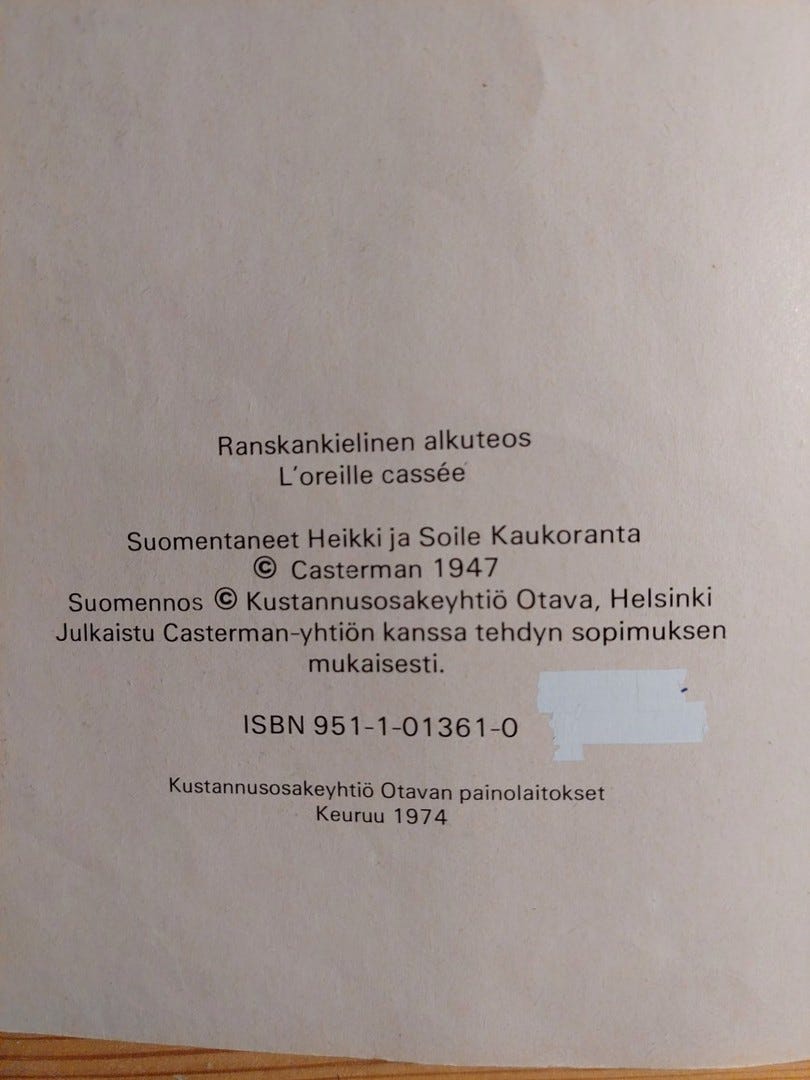 Ranskankielinen alkuteos
L'oreille cassée
Suomentaneet Heikki ja Soile Kaukoranta
© Casterman 1947
Suomennos © Kustannusosakeyhtiö Otava, Helsinki
Julkaistu Casterman-yhtiön kanssa tehdyn sopimuksen
mukaisesti.
ISBN 951-1-01361-0
Kustannusosakeyhtiö Otavan painolaitokset
Keuruu 1974